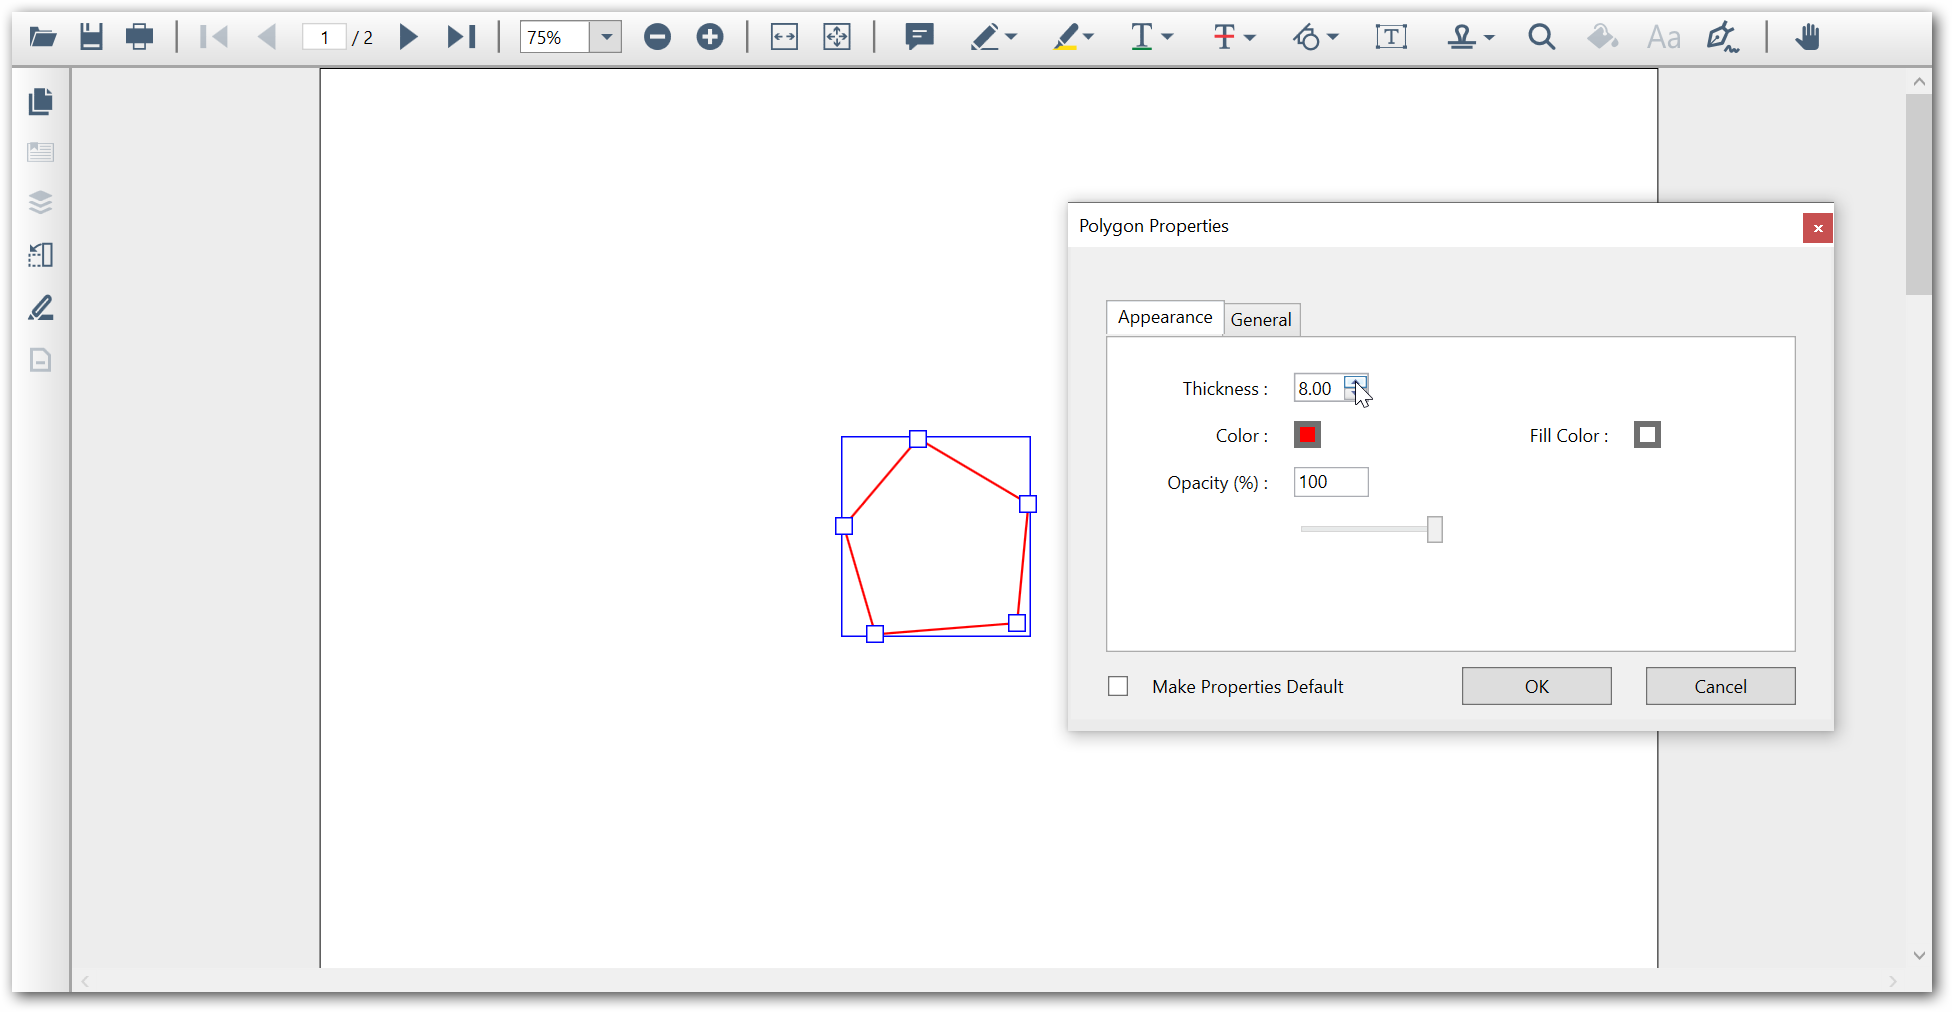 1 / 2
75%
T
T
T
Aa
Polygon Properties
Appearance
General
Thickness : 8.00
Color :
Fill Color :
Opacity (%) : 100
Make Properties Default
OK
Cancel